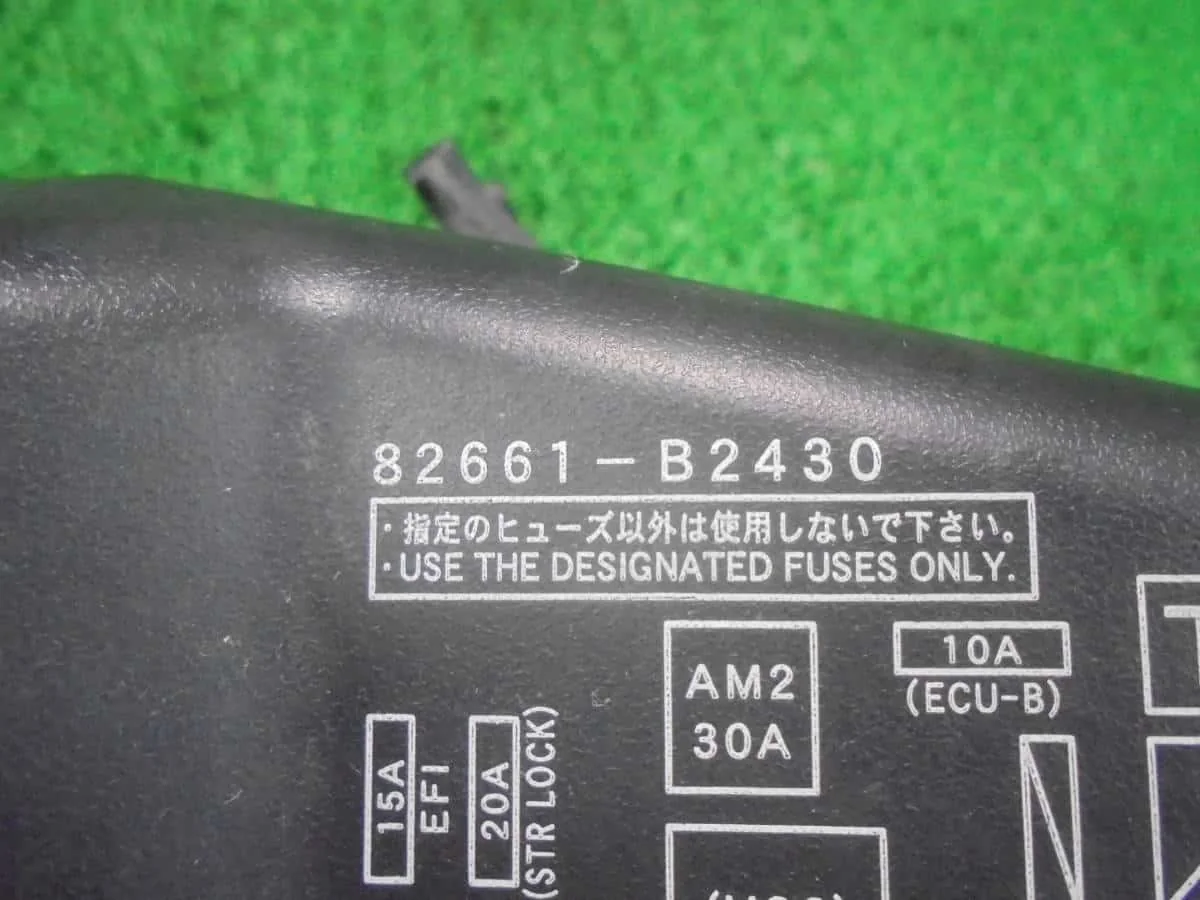 82661-B2430
・指定のヒューズ以外は使用しないで下さい。
・USE THE DESIGNATED FUSES ONLY.
AM2
30A
10A
(ECU-B)
15A
EFI
20A
(STR LOCK)